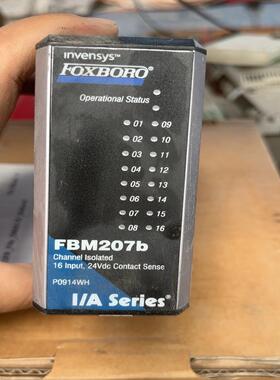 invensys™
FOXBORO®
Operational Status
01 09
02 10
03 11
04 12
05 13
06 14
07 15
08 16
FBM207b
Channel Isolated
16 Input, 24Vdc Contact Sense
P0914WH
I/A Series®